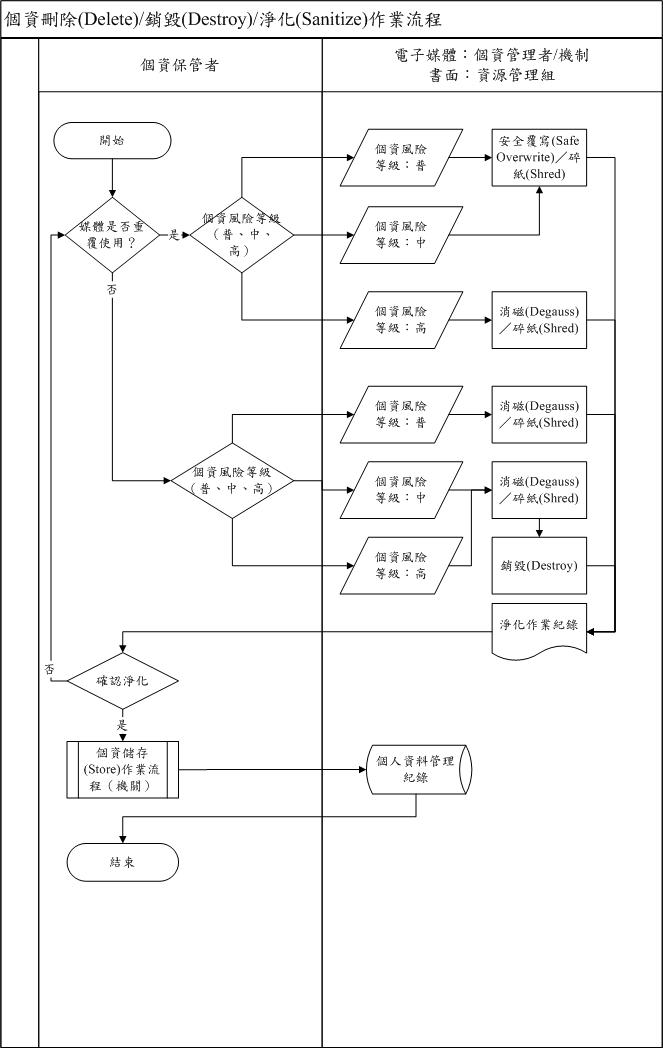 個資刪除(Delete)/銷毀(Destroy)/淨化(Sanitize)作業流程
個資保管者
電子媒體：個資管理者/機制
書面：資源管理組
開始
個資風險
等級：普
安全覆寫(Safe
Overwrite)／碎
紙(Shred)
媒體是否重
覆使用？
是
個資風險等級
（普、中、
高）
個資風險
等級：中
否
個資風險
等級：高
消磁(Degauss)
／碎紙(Shred)
個資風險
等級：普
消磁(Degauss)
／碎紙(Shred)
個資風險等級
（普、中、高）
個資風險
等級：中
消磁(Degauss)
／碎紙(Shred)
個資風險
等級：高
銷毀(Destroy)
淨化作業紀錄
否
確認淨化
是
個資儲存
(Store)作業流
程（機關）
個人資料管理
紀錄
結束